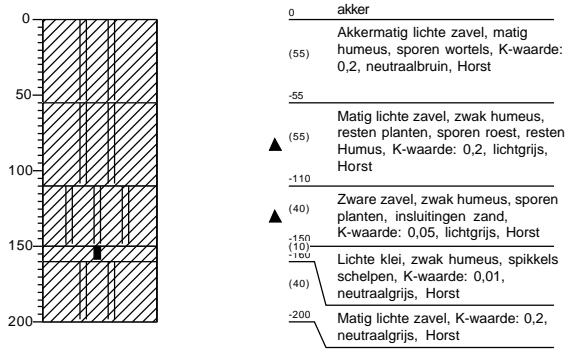 0
50
100
150
200
0
akker
(55)
Akkermatig lichte zavel, matig
humeus, sporen wortels, K-waarde:
0,2, neutraalbruin, Horst
-55
(55)
Matig lichte zavel, zwak humeus,
resten planten, sporen roest, resten
Humus, K-waarde: 0,2, lichtgrijs,
Horst
-110
(40)
Zware zavel, zwak humeus, sporen
planten, insluitingen zand,
K-waarde: 0,05, lichtgrijs, Horst
-150
(10)
-160
Lichte klei, zwak humeus, spikkels
schelpen, K-waarde: 0,01,
neutraalgrijs, Horst
(40)
-200
Matig lichte zavel, K-waarde: 0,2,
neutraalgrijs, Horst